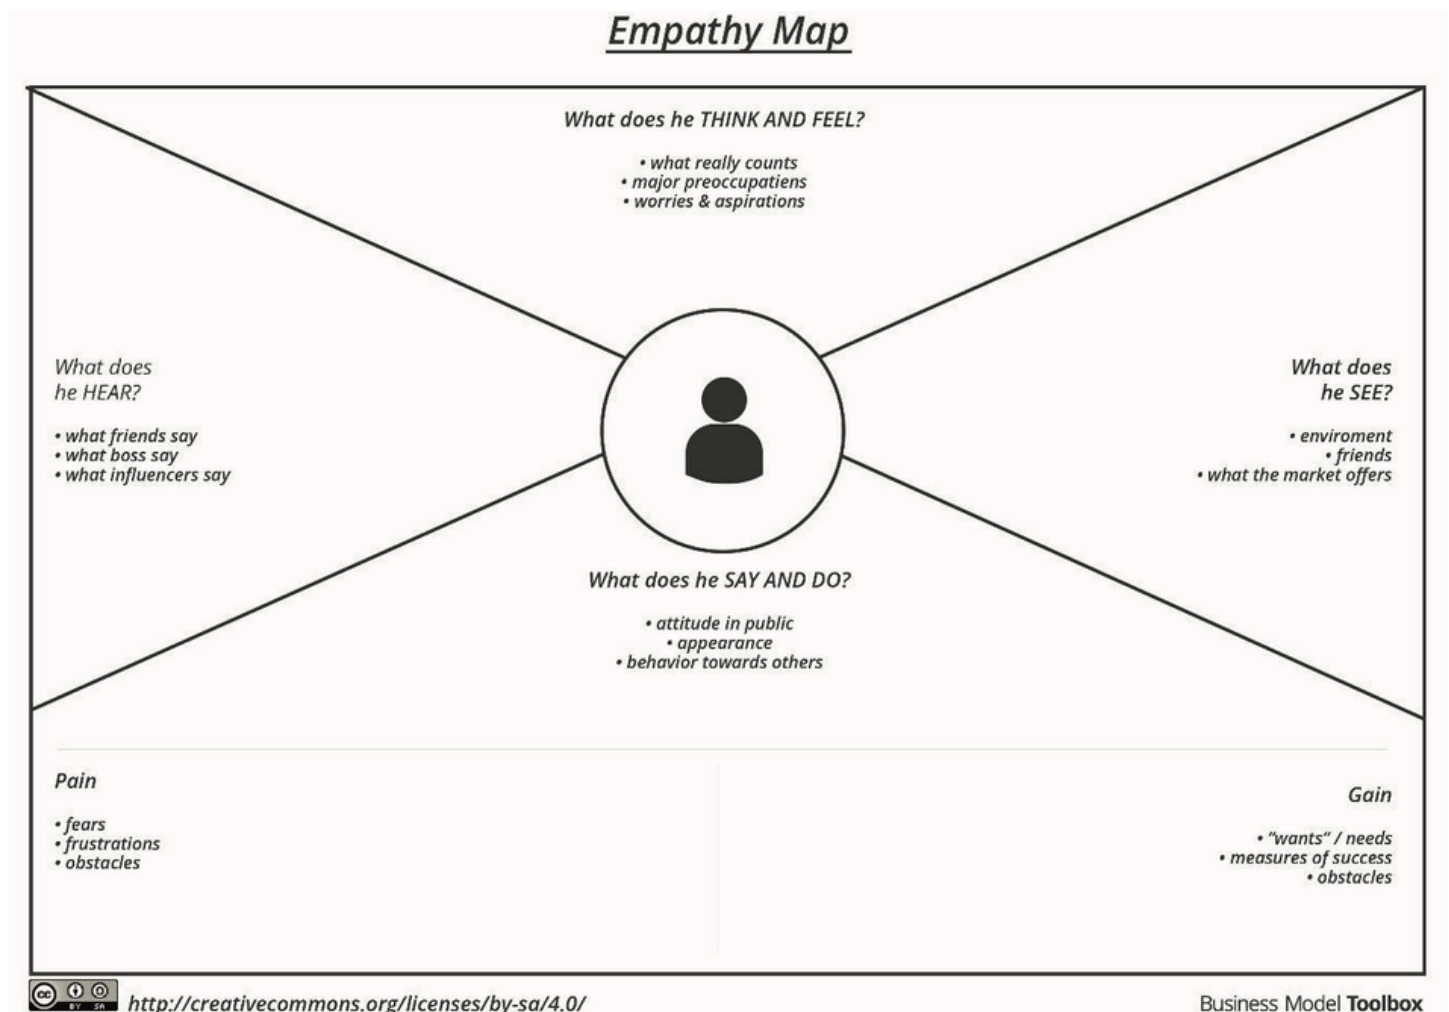 Empathy Map
What does he THINK AND FEEL?
• what really counts
• major preoccupatiens
• worries & aspirations
What does
he HEAR?
• what friends say
• what boss say
• what influencers say
What does
he SEE?
• enviroment
• friends
• what the market offers
What does he SAY AND DO?
• attitude in public
• appearance
• behavior towards others
Pain
• fears
• frustrations
• obstacles
Gain
• “wants“ / needs
• measures of success
• obstacles
cc BY SA
http://creativecommons.org/licenses/by-sa/4.0/
Business Model Toolbox